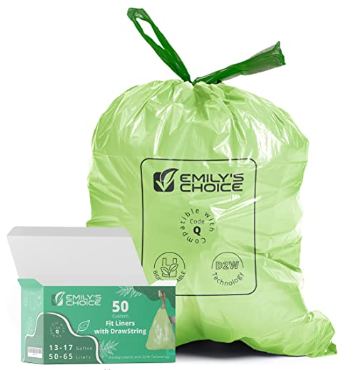 EMILY'S
CHOICE
Compatible with
Code
Q
D2W
Technology
EMILY'S
CHOICE
50
Custom
Fit Liners
with DrawString
Q
13-17 Gallon
50-65 Liters